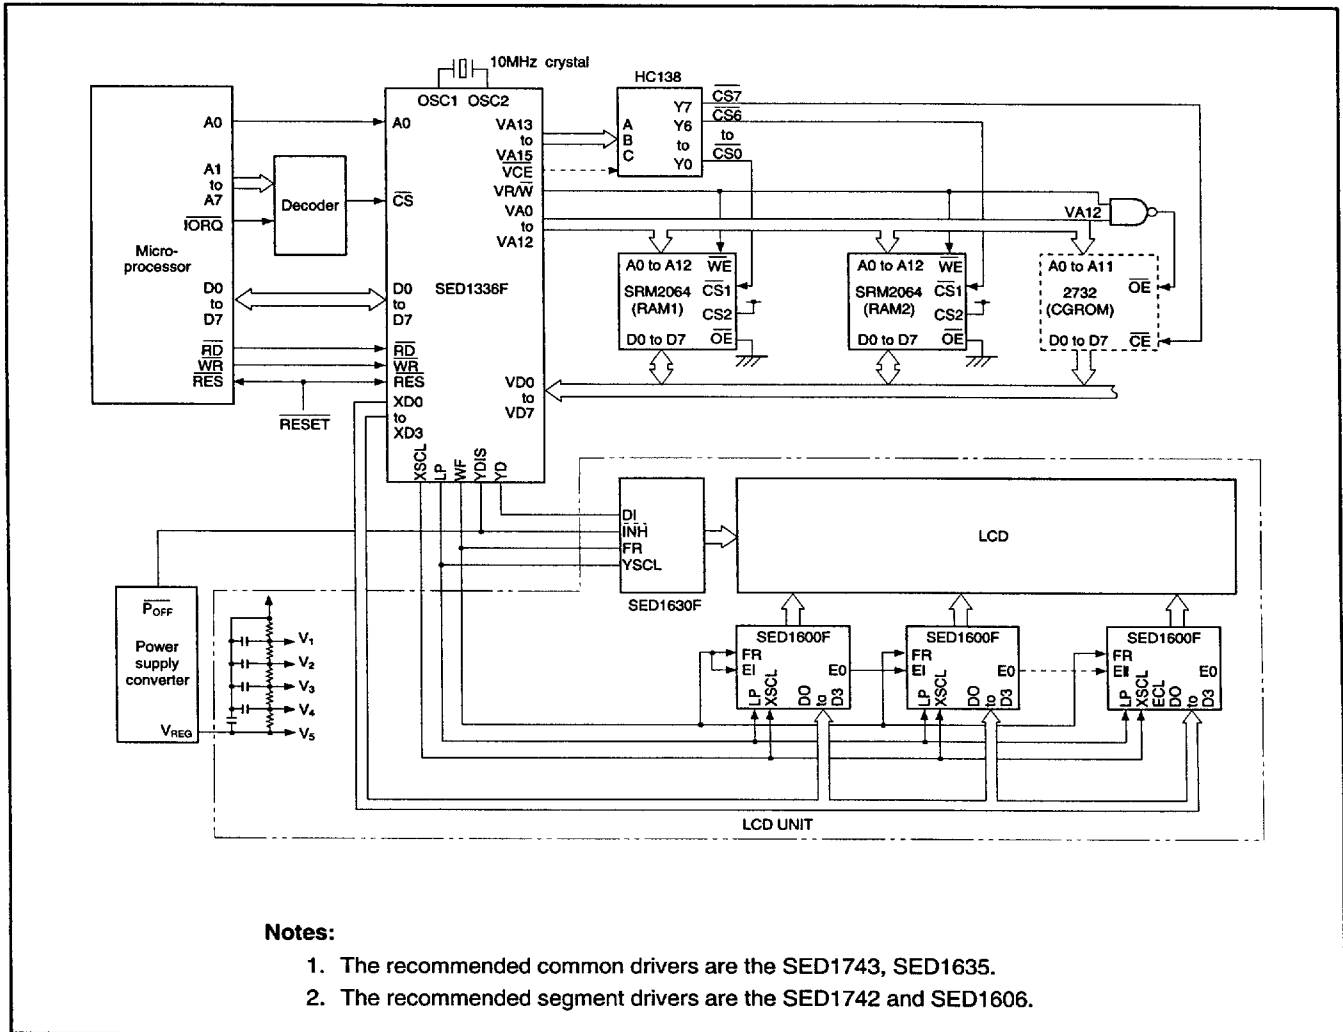 10MHz crystal
OSC1 OSC2
HC138
Micro-
processor
A0
A1
to
A7
IORQ
D0
to
D7
RD
WR
RES
RESET
Decoder
SED1336F
A0
CS
D0
to
D7
RD
WR
RES
XD0
to
XD3
VA13
to
VA15
VCE
VR/W
VA0
to
VA12
VD0
to
VD7
XSCL
LP
WF
YDIS
YD
A
B
C
Y7
Y6
to
Y0
CS7
CS6
to
CS0
VA12
A0 to A12 WE
SRM2064 CS1
(RAM1) CS2
D0 to D7 OE
A0 to A12 WE
SRM2064 CS1
(RAM2) CS2
D0 to D7 OE
A0 to A11
2732 OE
(CGROM)
D0 to D7 CE
DI
INH
FR
YSCL
SED1630F
LCD
POFF
Power
supply
converter
VREG
V1
V2
V3
V4
V5
SED1600F
FR
EI E0
LP
XSCL
DO
to
D3
SED1600F
FR
EI E0
LP
XSCL
DO
to
D3
SED1600F
FR
EI E0
LP
XSCL
ECL
DO
to
D3
LCD UNIT
Notes:
1. The recommended common drivers are the SED1743, SED1635.
2. The recommended segment drivers are the SED1742 and SED1606.